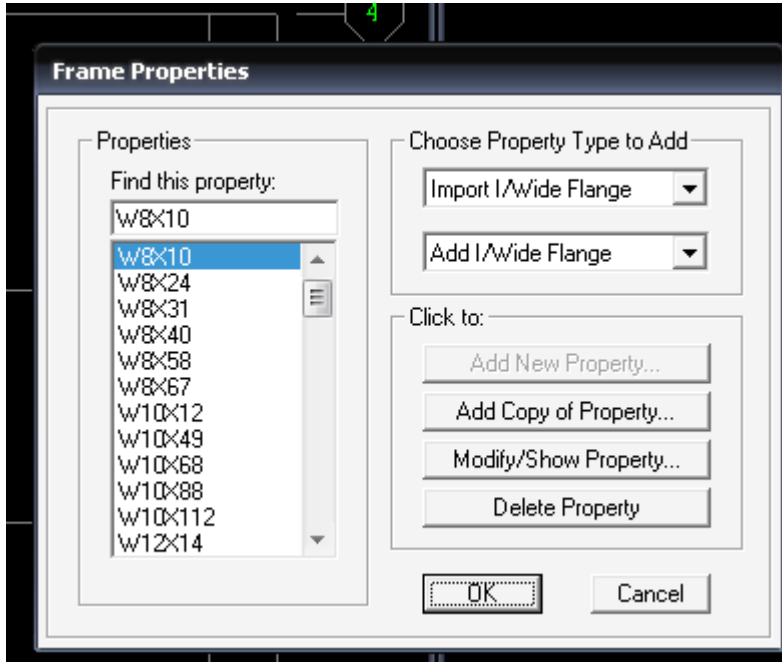 4
Frame Properties
Properties
Find this property:
W8X10
W8X10
W8X24
W8X31
W8X40
W8X58
W8X67
W10X12
W10X49
W10X68
W10X88
W10X112
W12X14
Choose Property Type to Add
Import I/Wide Flange
Add I/Wide Flange
Click to:
Add New Property...
Add Copy of Property...
Modify/Show Property...
Delete Property
OK
Cancel